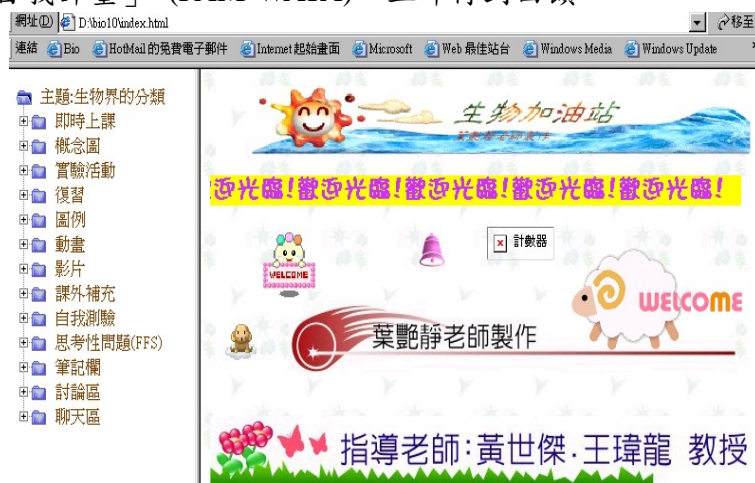 網址(D) D:\bio10\index.html 移至
連結 Bio HotMail 的免費電子郵件 Internet 起始畫面 Microsoft Web 最佳站台 Windows Media Windows Update
主題:生物界的分類
即時上課
概念圖
實驗活動
復習
圖例
動畫
影片
課外補充
自我測驗
思考性問題(FFS)
筆記欄
討論區
聊天區
生物加油站
迎光臨!歡迎光臨!歡迎光臨!歡迎光臨!歡迎光臨!
計數器
WELCOME
WELCOME
葉艷靜老師製作
指導老師:黃世傑.王瑋龍 教授